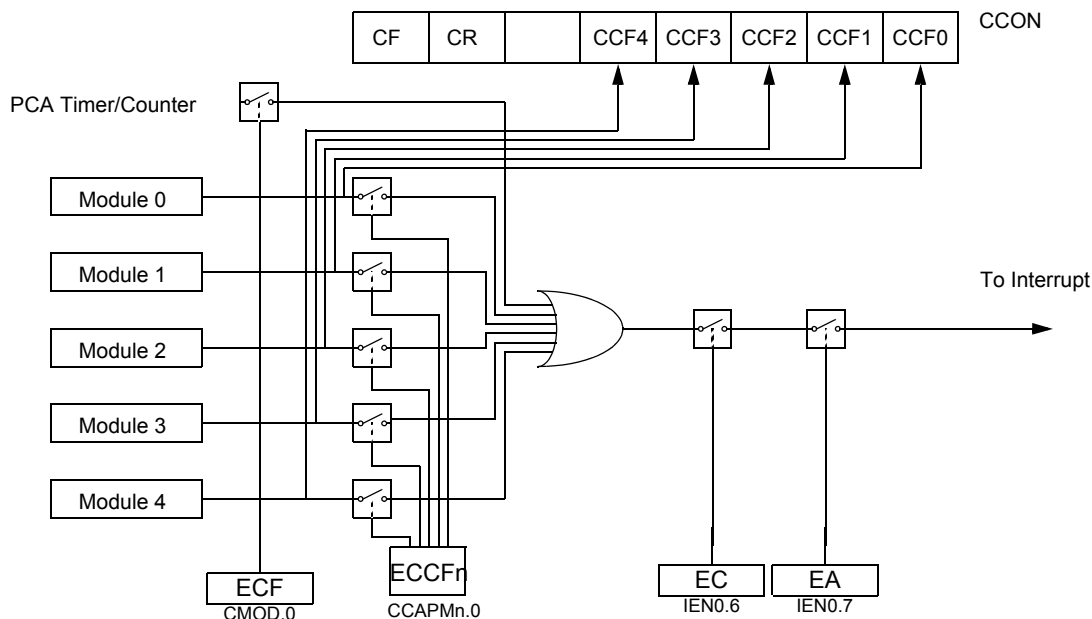 CF CR CCF4 CCF3 CCF2 CCF1 CCF0 CCON
PCA Timer/Counter
Module 0
Module 1
To Interrupt
Module 2
Module 3
Module 4
ECF
CMOD.0
ECCFn
CCAPMn.0
EC
IEN0.6
EA
IEN0.7